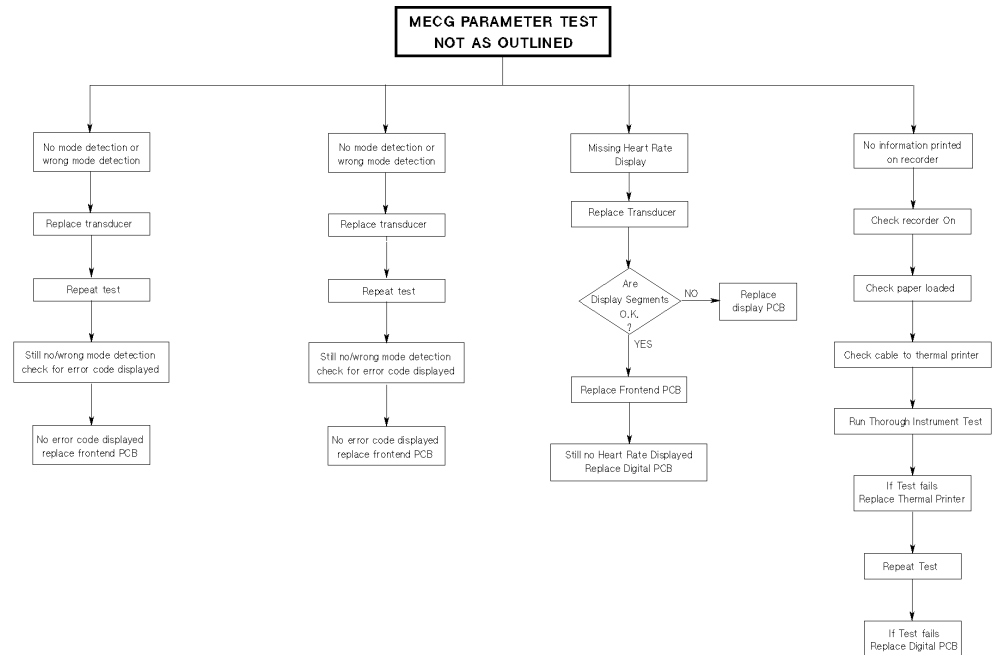 MECG PARAMETER TEST
NOT AS OUTLINED
No mode detection or
wrong mode detection
Replace transducer
Repeat test
Still no/wrong mode detection
check for error code displayed
No error code displayed
replace frontend PCB
No mode detection or
wrong mode detection
Replace transducer
Repeat test
Still no/wrong mode detection
check for error code displayed
No error code displayed
replace frontend PCB
Missing Heart Rate
Display
Replace Transducer
Are
Display Segments
O.K.
?
NO
Replace
display PCB
YES
Replace Frontend PCB
Still no Heart Rate Displayed
Replace Digital PCB
No information printed
on recorder
Check recorder On
Check paper loaded
Check cable to thermal printer
Run Thorough Instrument Test
If Test fails
Replace Thermal Printer
Repeat Test
If Test fails
Replace Digital PCB